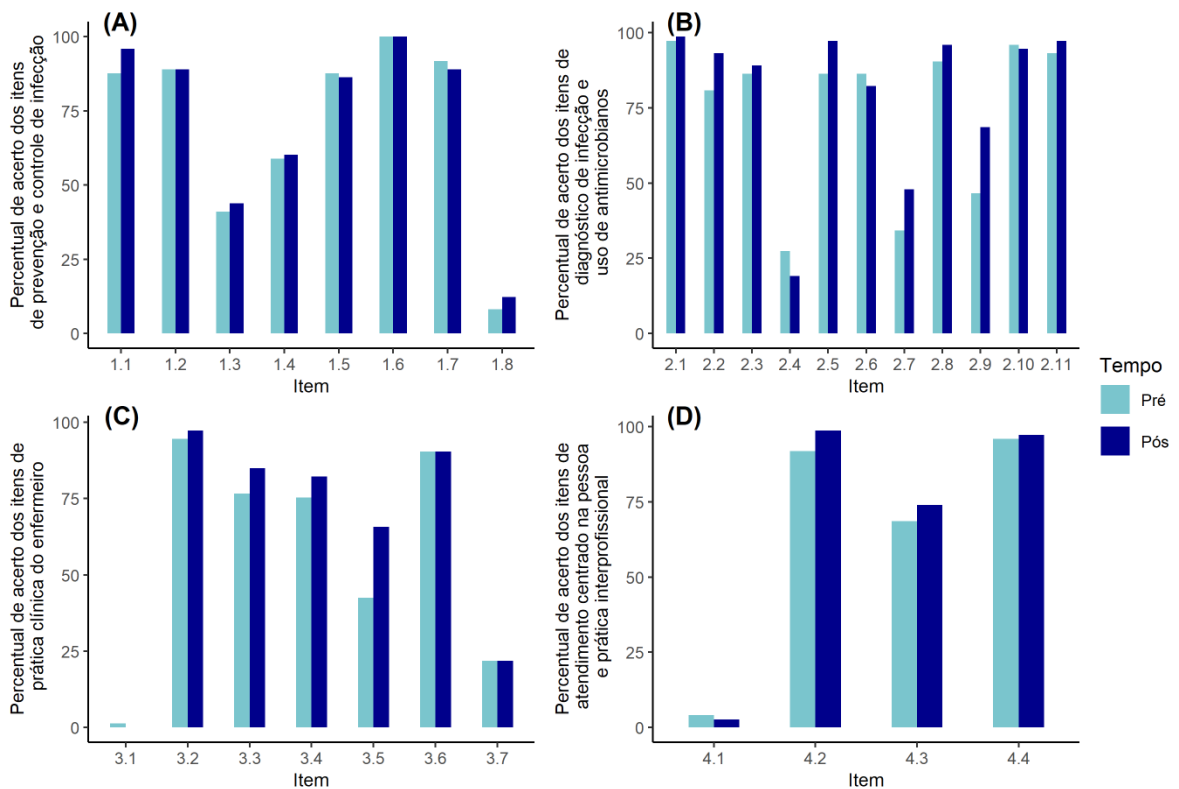 (A)
Percentual de acerto dos itens
de prevenção e controle de infecção
100
75
50
25
0
1.1 1.2 1.3 1.4 1.5 1.6 1.7 1.8
Item
(B)
Percentual de acerto dos itens de
diagnóstico de infecção e
uso de antimicrobianos
100
75
50
25
0
2.1 2.2 2.3 2.4 2.5 2.6 2.7 2.8 2.9 2.10 2.11
Item
Tempo
Pré
Pós
(C)
Percentual de acerto dos itens de
prática clínica do enfermeiro
100
75
50
25
0
3.1 3.2 3.3 3.4 3.5 3.6 3.7
Item
(D)
Percentual de acerto dos itens de
atendimento centrado na pessoa
e prática interprofissional
100
75
50
25
0
4.1 4.2 4.3 4.4
Item